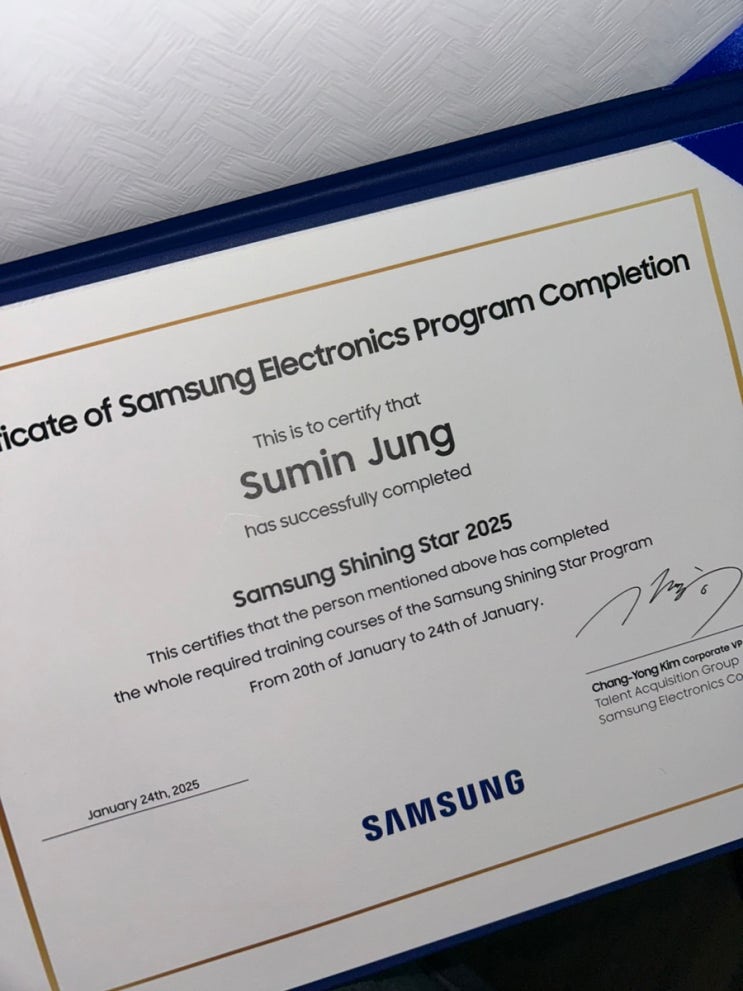 of Samsung Electronics Program Completion
This is to certify that
Sumin Jung
has successfully completed
Samsung Shining Star 2025
This certifies that the person mentioned above has completed
the whole required training courses of the Samsung Shining Star Program
From 20th of January to 24th of January.
Chang-Yong Kim Corporate VP
Talent Acquisition Group
Samsung Electronics
January 24th, 2025
SAMSUNG